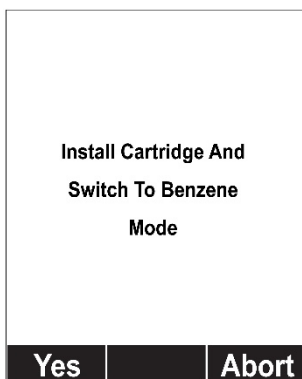 Install Cartridge And
Switch To Benzene
Mode
Yes Abort